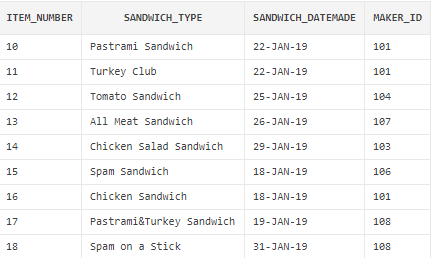 ITEM_NUMBER SANDWICH_TYPE SANDWICH_DATEMADE MAKER_ID
10 Pastrami Sandwich 22-JAN-19 101
11 Turkey Club 22-JAN-19 101
12 Tomato Sandwich 25-JAN-19 104
13 All Meat Sandwich 26-JAN-19 107
14 Chicken Salad Sandwich 29-JAN-19 103
15 Spam Sandwich 18-JAN-19 106
16 Chicken Sandwich 18-JAN-19 101
17 Pastrami&Turkey Sandwich 19-JAN-19 108
18 Spam on a Stick 31-JAN-19 108